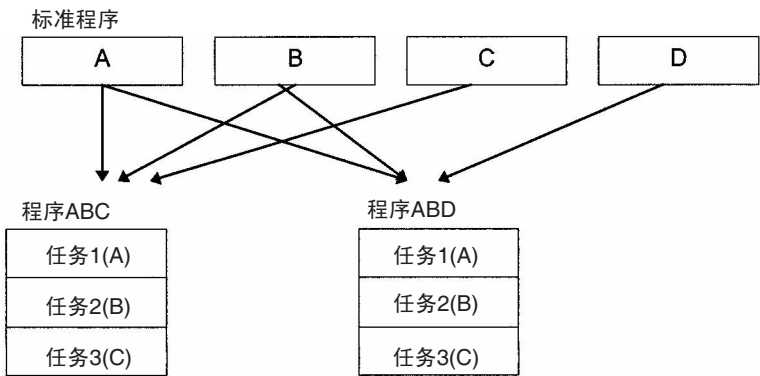 标准程序
A B C D
程序ABC 程序ABD
任务1(A) 任务1(A)
任务2(B) 任务2(B)
任务3(C) 任务3(C)